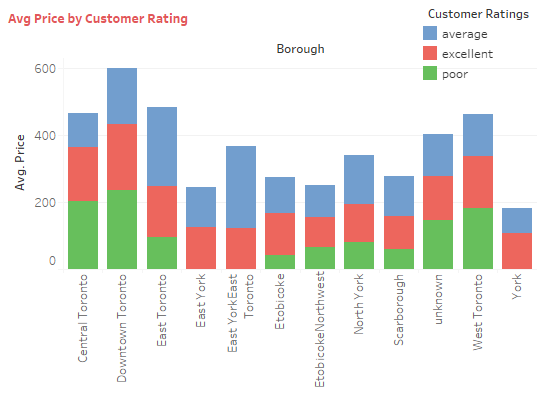 Avg Price by Customer Rating
Customer Ratings
average
excellent
poor
Borough
Avg. Price
600
400
200
0
Central Toronto
Downtown Toronto
East Toronto
East York
East YorkEast
Toronto
Etobicoke
EtobicokeNorthwest
North York
Scarborough
unknown
West Toronto
York